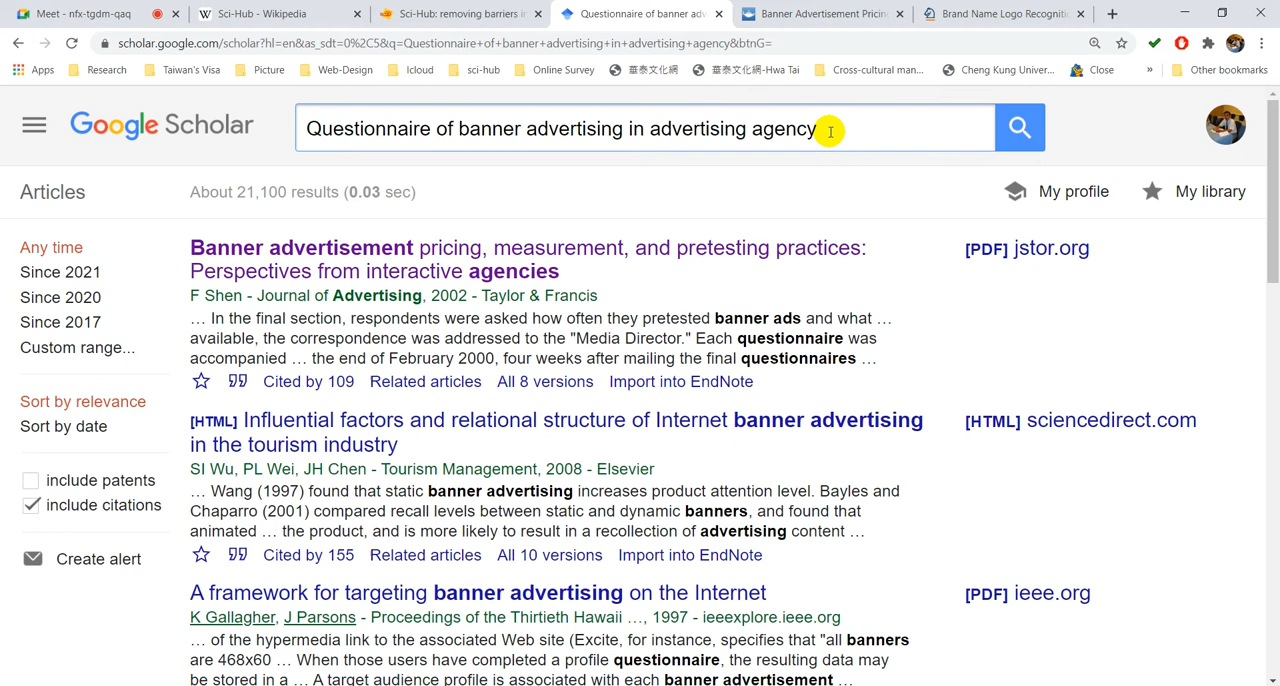 Meet - nfx-tgdm-qaq
Sci-Hub - Wikipedia
Sci-Hub: removing barriers in
Questionnaire of banner adv
Banner Advertisement Pricing
Brand Name Logo Recogniti
scholar.google.com/scholar?hl=en&as_sdt=0%2C5&q=Questionnaire+of+banner+advertising+in+advertising+agency&btnG=
Apps
Research
Taiwan's Visa
Picture
Web-Design
Icloud
sci-hub
Online Survey
華泰文化網
華泰文化網-Hwa Tai
Cross-cultural man...
Cheng Kung Univer...
Close
»
Other bookmarks
Google Scholar
Questionnaire of banner advertising in advertising agency
Articles
About 21,100 results (0.03 sec)
My profile
My library
Any time
Since 2021
Since 2020
Since 2017
Custom range...
Sort by relevance
Sort by date
include patents
include citations
Create alert
Banner advertisement pricing, measurement, and pretesting practices:
Perspectives from interactive agencies
F Shen - Journal of Advertising, 2002 - Taylor & Francis
… In the final section, respondents were asked how often they pretested banner ads and what …
available, the correspondence was addressed to the "Media Director." Each questionnaire was
accompanied … the end of February 2000, four weeks after mailing the final questionnaires …
Cited by 109 Related articles All 8 versions Import into EndNote
[PDF] jstor.org
[HTML] Influential factors and relational structure of Internet banner advertising
in the tourism industry
SI Wu, PL Wei, JH Chen - Tourism Management, 2008 - Elsevier
… Wang (1997) found that static banner advertising increases product attention level. Bayles and
Chaparro (2001) compared recall levels between static and dynamic banners, and found that
animated … the product, and is more likely to result in a recollection of advertising content …
Cited by 155 Related articles All 10 versions Import into EndNote
[HTML] sciencedirect.com
A framework for targeting banner advertising on the Internet
K Gallagher, J Parsons - Proceedings of the Thirtieth Hawaii …, 1997 - ieeexplore.ieee.org
… of the hypermedia link to the associated Web site (Excite, for instance, specifies that "all banners
are 468x60 … When those users have completed a profile questionnaire, the resulting data may
be stored in a … A target audience profile is associated with each banner advertisement …
[PDF] ieee.org